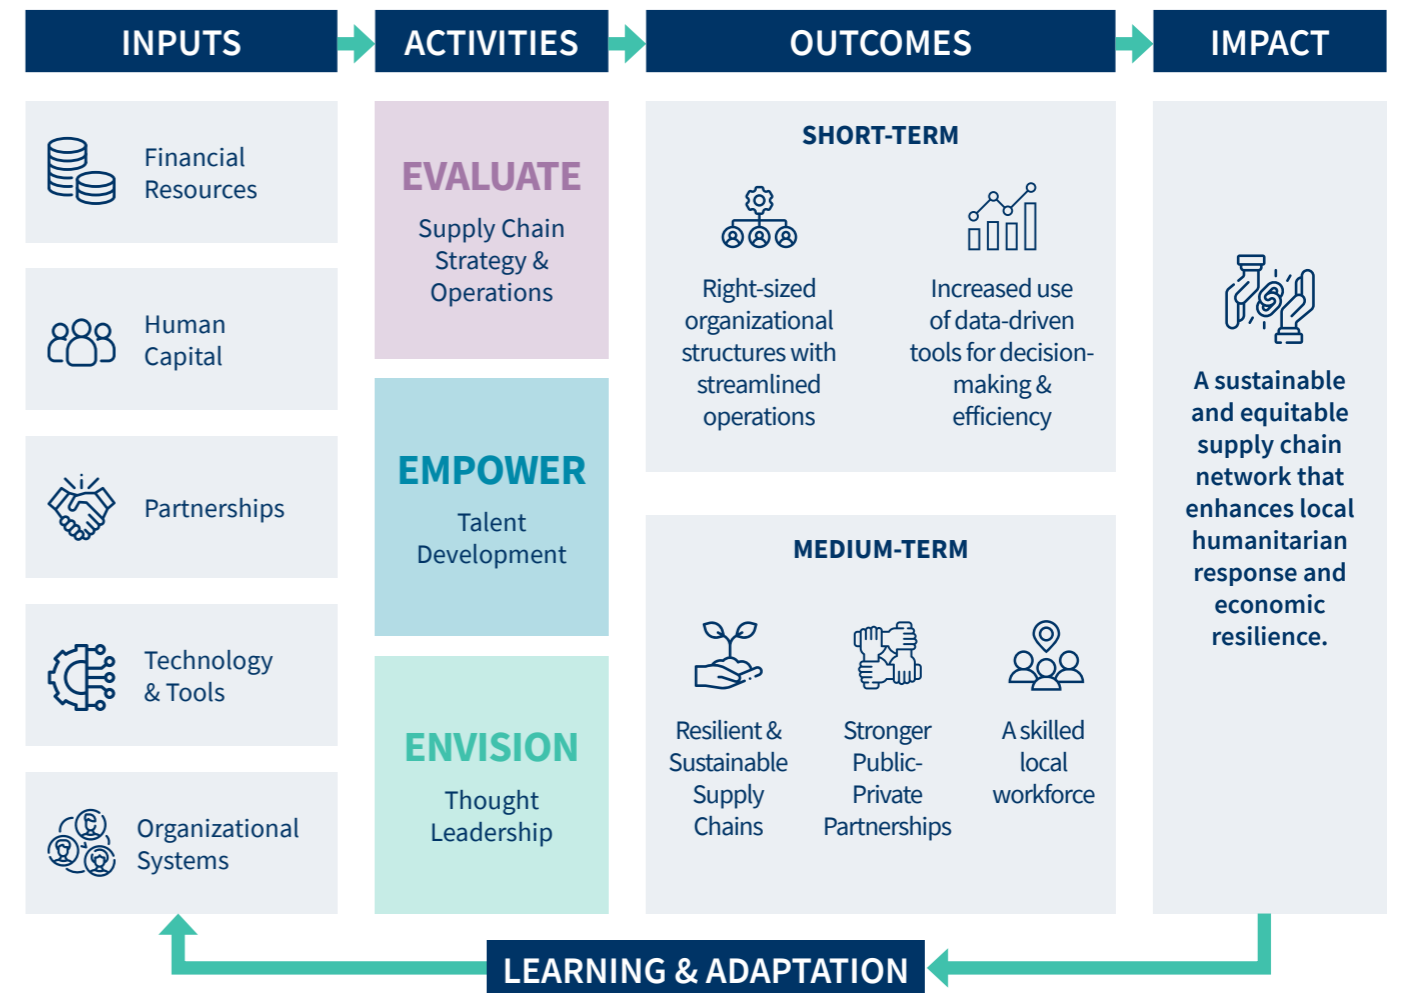 INPUTS
Financial
Resources
Human
Capital
Partnerships
Technology
& Tools
Organizational
Systems
ACTIVITIES
EVALUATE
Supply Chain
Strategy &
Operations
EMPOWER
Talent
Development
ENVISION
Thought
Leadership
OUTCOMES
SHORT-TERM
Right-sized
organizational
structures with
streamlined
operations
Increased use
of data-driven
tools for decision-
making &
efficiency
MEDIUM-TERM
Resilient &
Sustainable
Supply
Chains
Stronger
Public-
Private
Partnerships
A skilled
local
workforce
IMPACT
A sustainable
and equitable
supply chain
network that
enhances local
humanitarian
response and
economic
resilience.
LEARNING & ADAPTATION